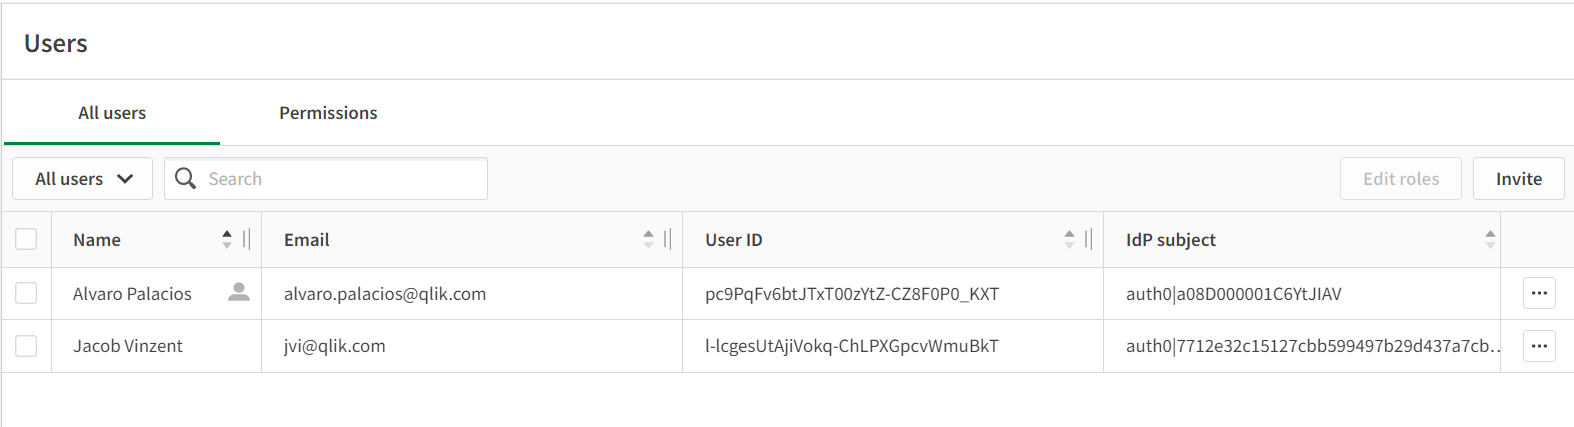 Users
All users Permissions
All users Search Edit roles Invite
Name Email User ID IdP subject
Alvaro Palacios alvaro.palacios@qlik.com pc9PqFv6btJTxT00zYtZ-CZ8F0P0_KXT auth0|a08D000001C6YtJIAV
Jacob Vinzent jvi@qlik.com l-lcgesUtAjiVokq-ChLPXGpcvWmuBkT auth0|7712e32c15127cbb599497b29d437a7cb...